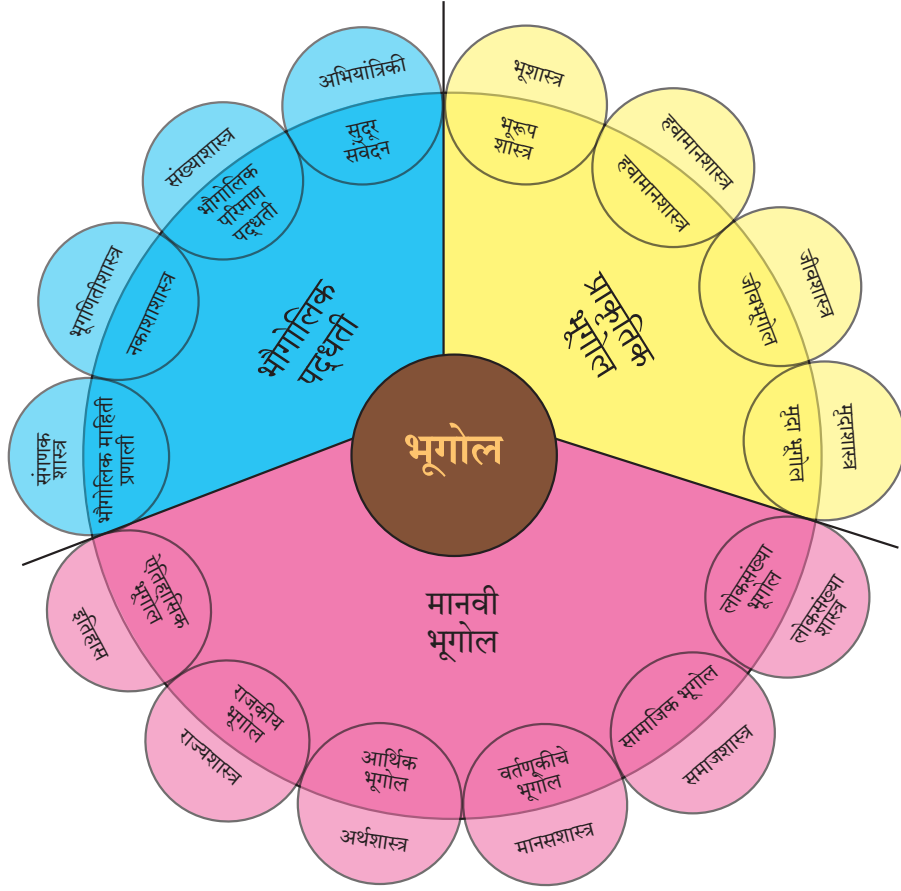 अभियांत्रिकी
सुदूर
संवेदन
संख्याशास्त्र
भौगोलिक
परिमाण
पद्धती
भूगणितीशास्त्र
नकाशाशास्त्र
संगणक
शास्त्र
भौगोलिक माहिती
प्रणाली
भौगोलिक
पद्धती
भूशास्त्र
भूरूप
शास्त्र
हवामानशास्त्र
हवामानशास्त्र
जीवशास्त्र
जीवभूगोल
मृदाशास्त्र
मृदा भूगोल
प्राकृतिक
भूगोल
भूगोल
मानवी
भूगोल
लोकसंख्या
भूगोल
लोकसंख्या
शास्त्र
सामाजिक भूगोल
समाजशास्त्र
वर्तणूकीचे
भूगोल
मानसशास्त्र
आर्थिक
भूगोल
अर्थशास्त्र
राजकीय
भूगोल
राज्यशास्त्र
ऐतिहासिक
भूगोल
इतिहास